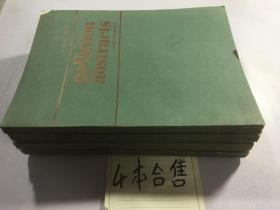 pollution
abstracts
4本合售